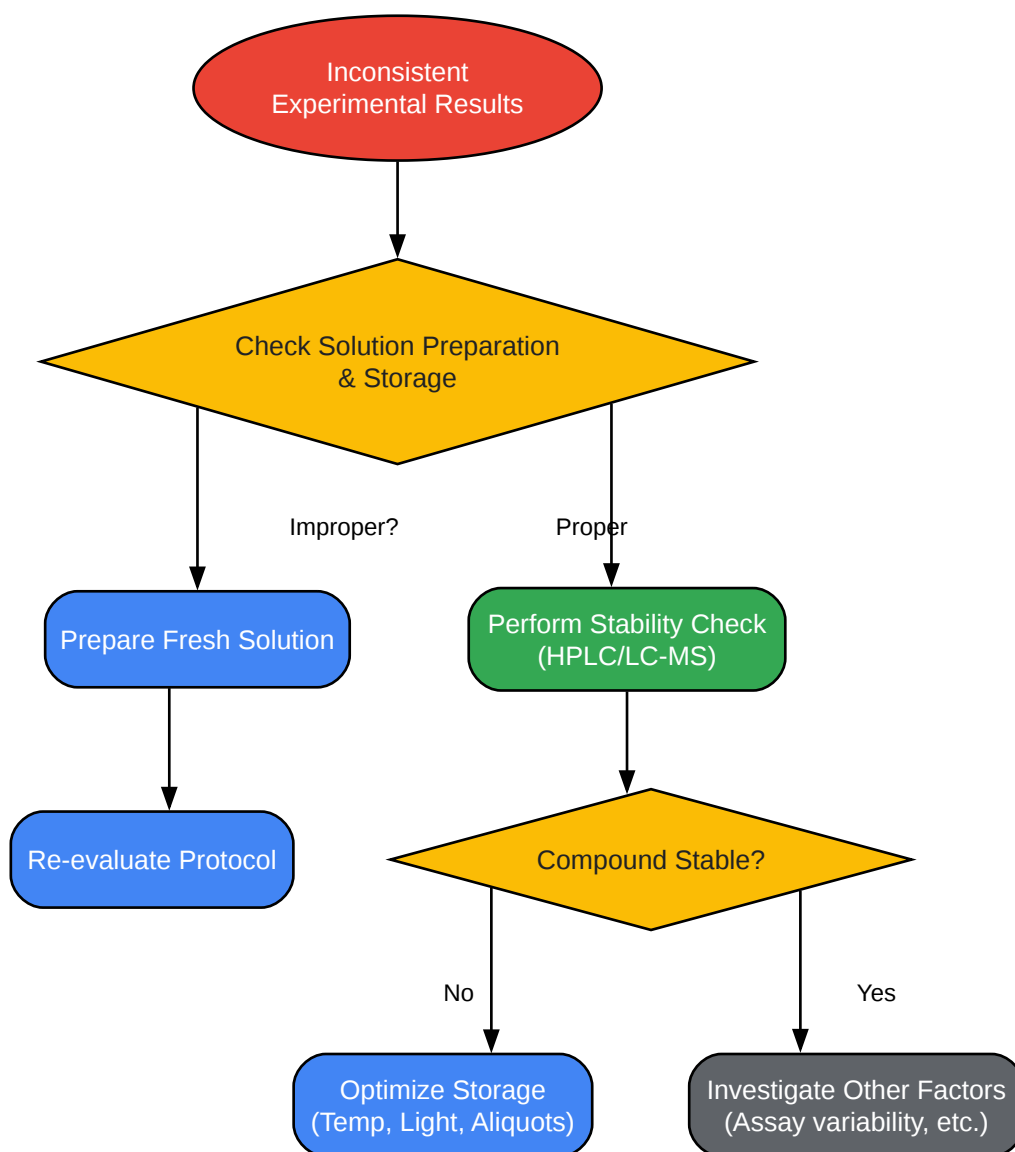 Inconsistent
Experimental Results
Check Solution Preparation
& Storage
Improper?
Proper
Prepare Fresh Solution
Perform Stability Check
(HPLC/LC-MS)
Re-evaluate Protocol
Compound Stable?
No
Yes
Optimize Storage
(Temp, Light, Aliquots)
Investigate Other Factors
(Assay variability, etc.)